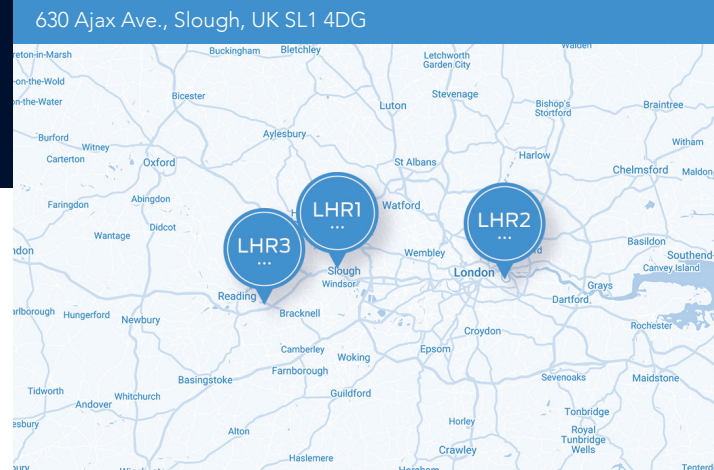 630 Ajax Ave., Slough, UK SL1 4DG
Buckingham
Bletchley
Letchworth
Garden City
Stevenage
Bicester
Luton
Bishop's
Stortford
Braintree
Burford
Witney
Carterton
Oxford
Aylesbury
St Albans
Harlow
Witham
Chelmsford
Maldon
Faringdon
Abingdon
Didcot
Wantage
LHR1
...
LHR2
...
LHR3
...
Watford
Wembley
London
Basildon
Southend-
Canvey Island
Slough
Windsor
Grays
Dartford
Reading
Bracknell
Hungerford
Newbury
Rochester
Croydon
Camberley
Woking
Epsom
Farnborough
Basingstoke
Guildford
Sevenoaks
Maidstone
Tidworth
Andover
Whitchurch
Alton
Horley
Tonbridge
Royal
Tunbridge
Wells
Haslemere
Crawley